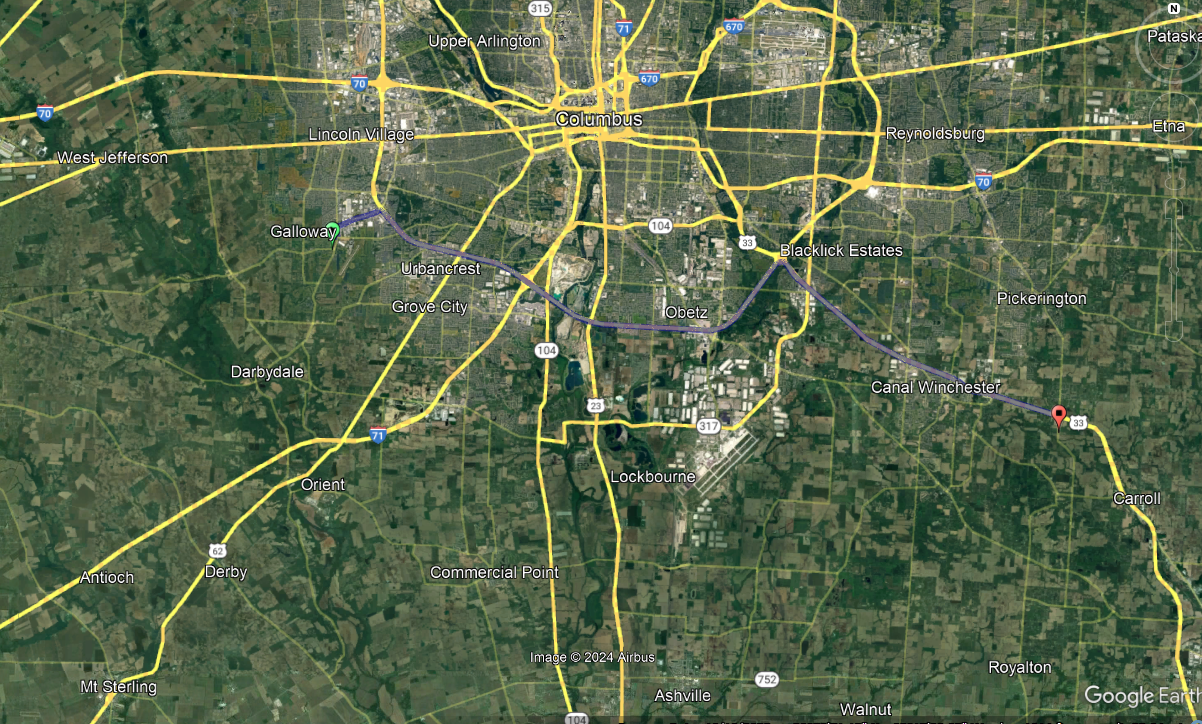 315
71
670
N
Pataska
Upper Arlington
670
70
70
Columbus
Lincoln Village
Reynoldsburg
Etna
West Jefferson
70
Galloway
104
33
Blacklick Estates
Urbancrest
Grove City
Obetz
Pickerington
104
Darbydale
Canal Winchester
23
33
71
317
Lockbourne
Orient
Carroll
62
Antioch
Derby
Commercial Point
Image © 2024 Airbus
Royalton
752
Mt Sterling
Ashville
Google Earth
Walnut
104